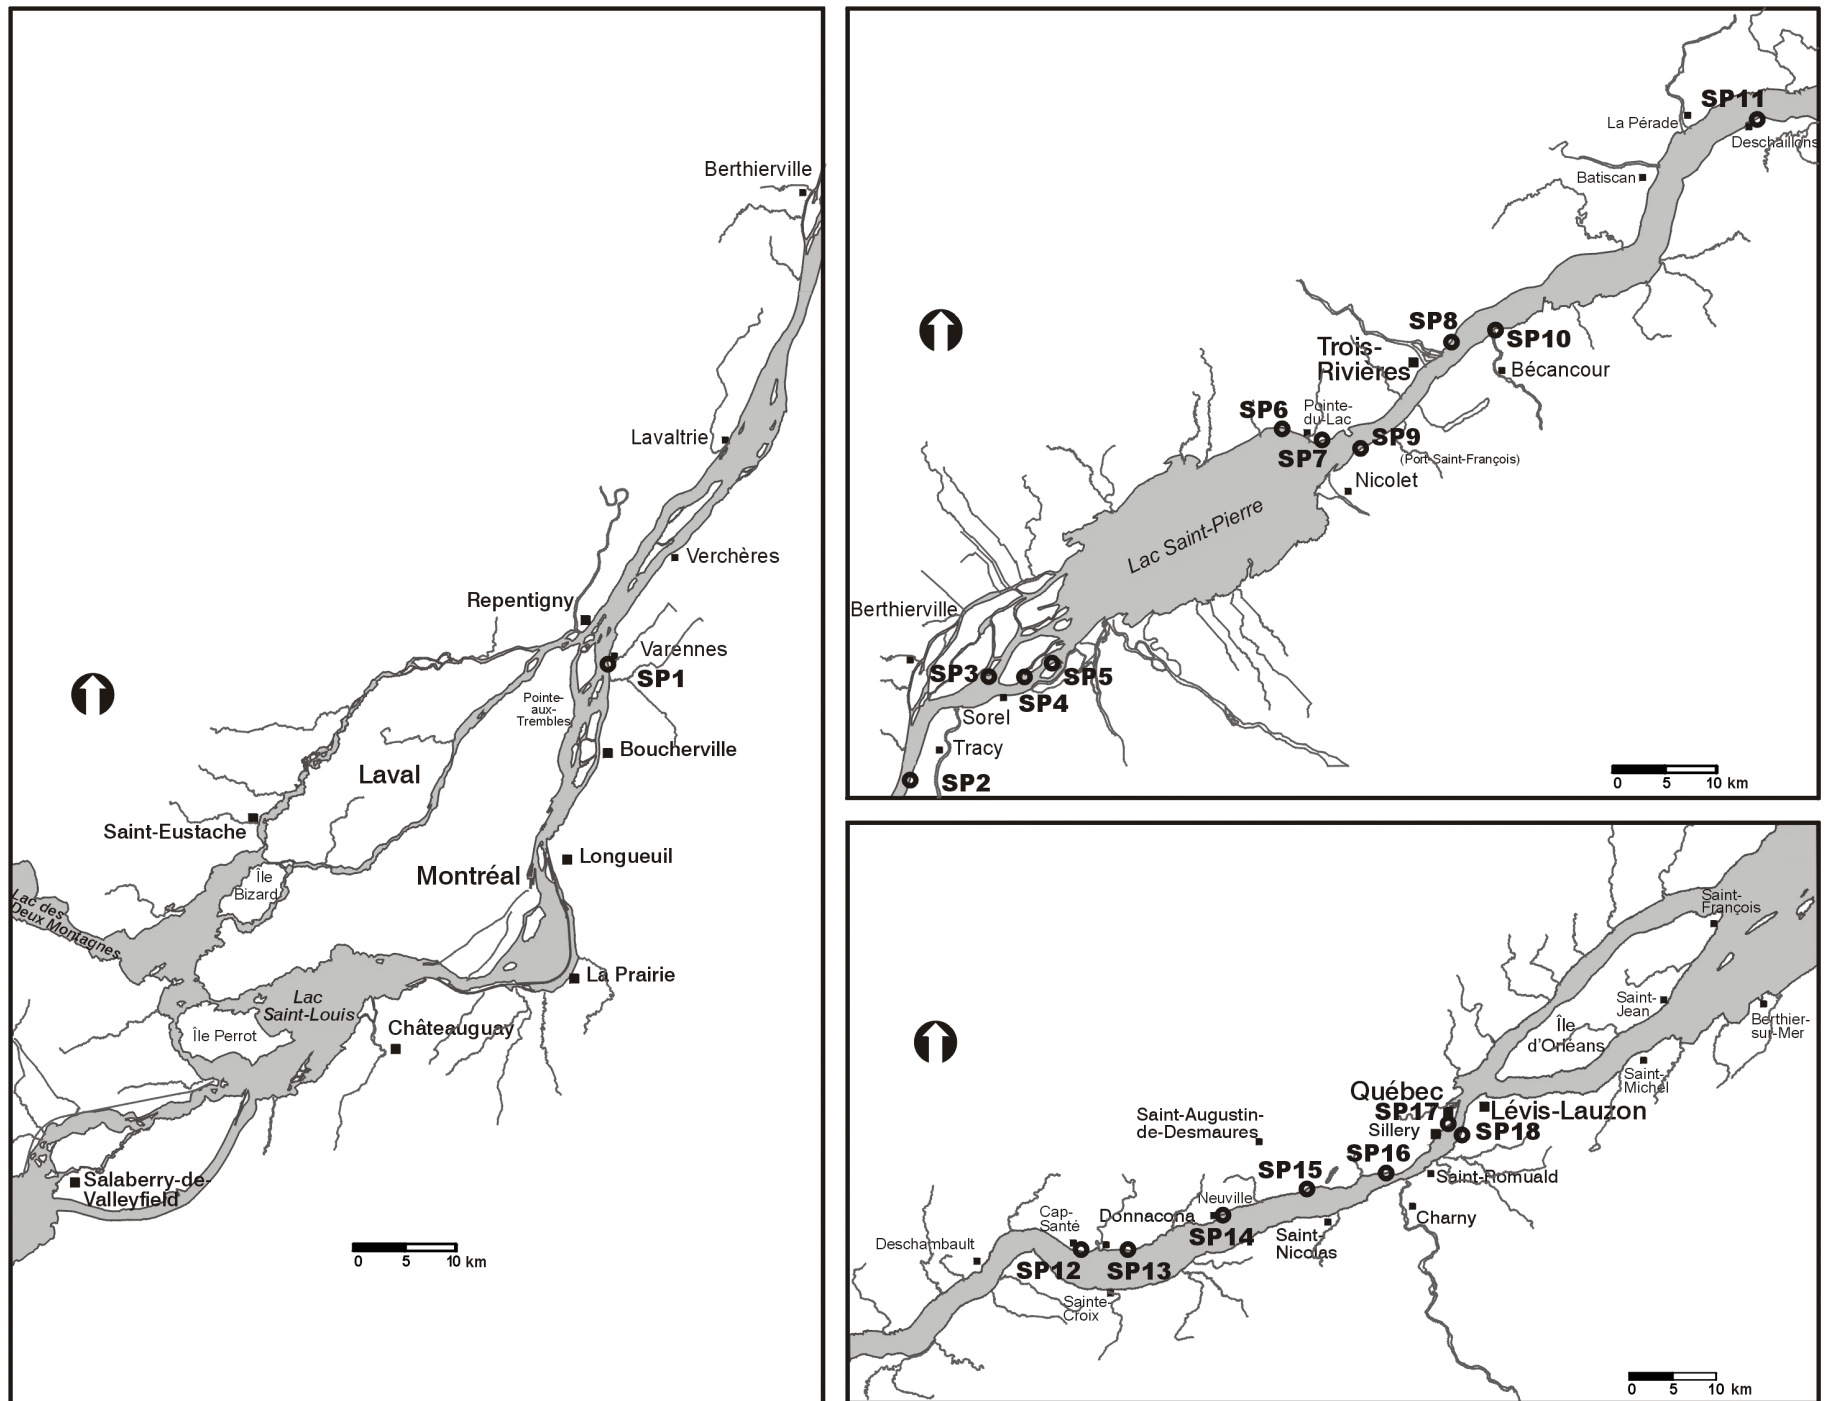 Berthierville
Lavaltrie
Verchères
Repentigny
Varennes
SP1
Pointe-
aux-
Trembles
Boucherville
Laval
Saint-Eustache
Longueuil
Montréal
Île
Bizard
Lac des
Deux Montagnes
La Prairie
Lac
Saint-Louis
Châteauguay
Île Perrot
Salaberry-de-
Valleyfield
0 5 10 km
SP11
La Pérade
Deschaillons
Batiscan
SP8
SP10
Trois-
Rivières
Bécancour
SP6
Pointe-
du-Lac
SP9
SP7
(Port-Saint-François)
Nicolet
Lac Saint-Pierre
Berthierville
SP3
SP5
SP4
Sorel
Tracy
SP2
0 5 10 km
Saint-
François
Saint-
Jean
Île
d'Orléans
Berthier-
sur-Mer
Saint-
Michel
Québec
SP17
Lévis-Lauzon
Sillery
SP18
Saint-Augustin-
de-Desmaures
SP16
SP15
Saint-Romuald
Neuville
Cap-
Santé
Donnacona
Charny
SP14
Saint-
Nicolas
Deschambault
SP12
SP13
Sainte-
Croix
0 5 10 km